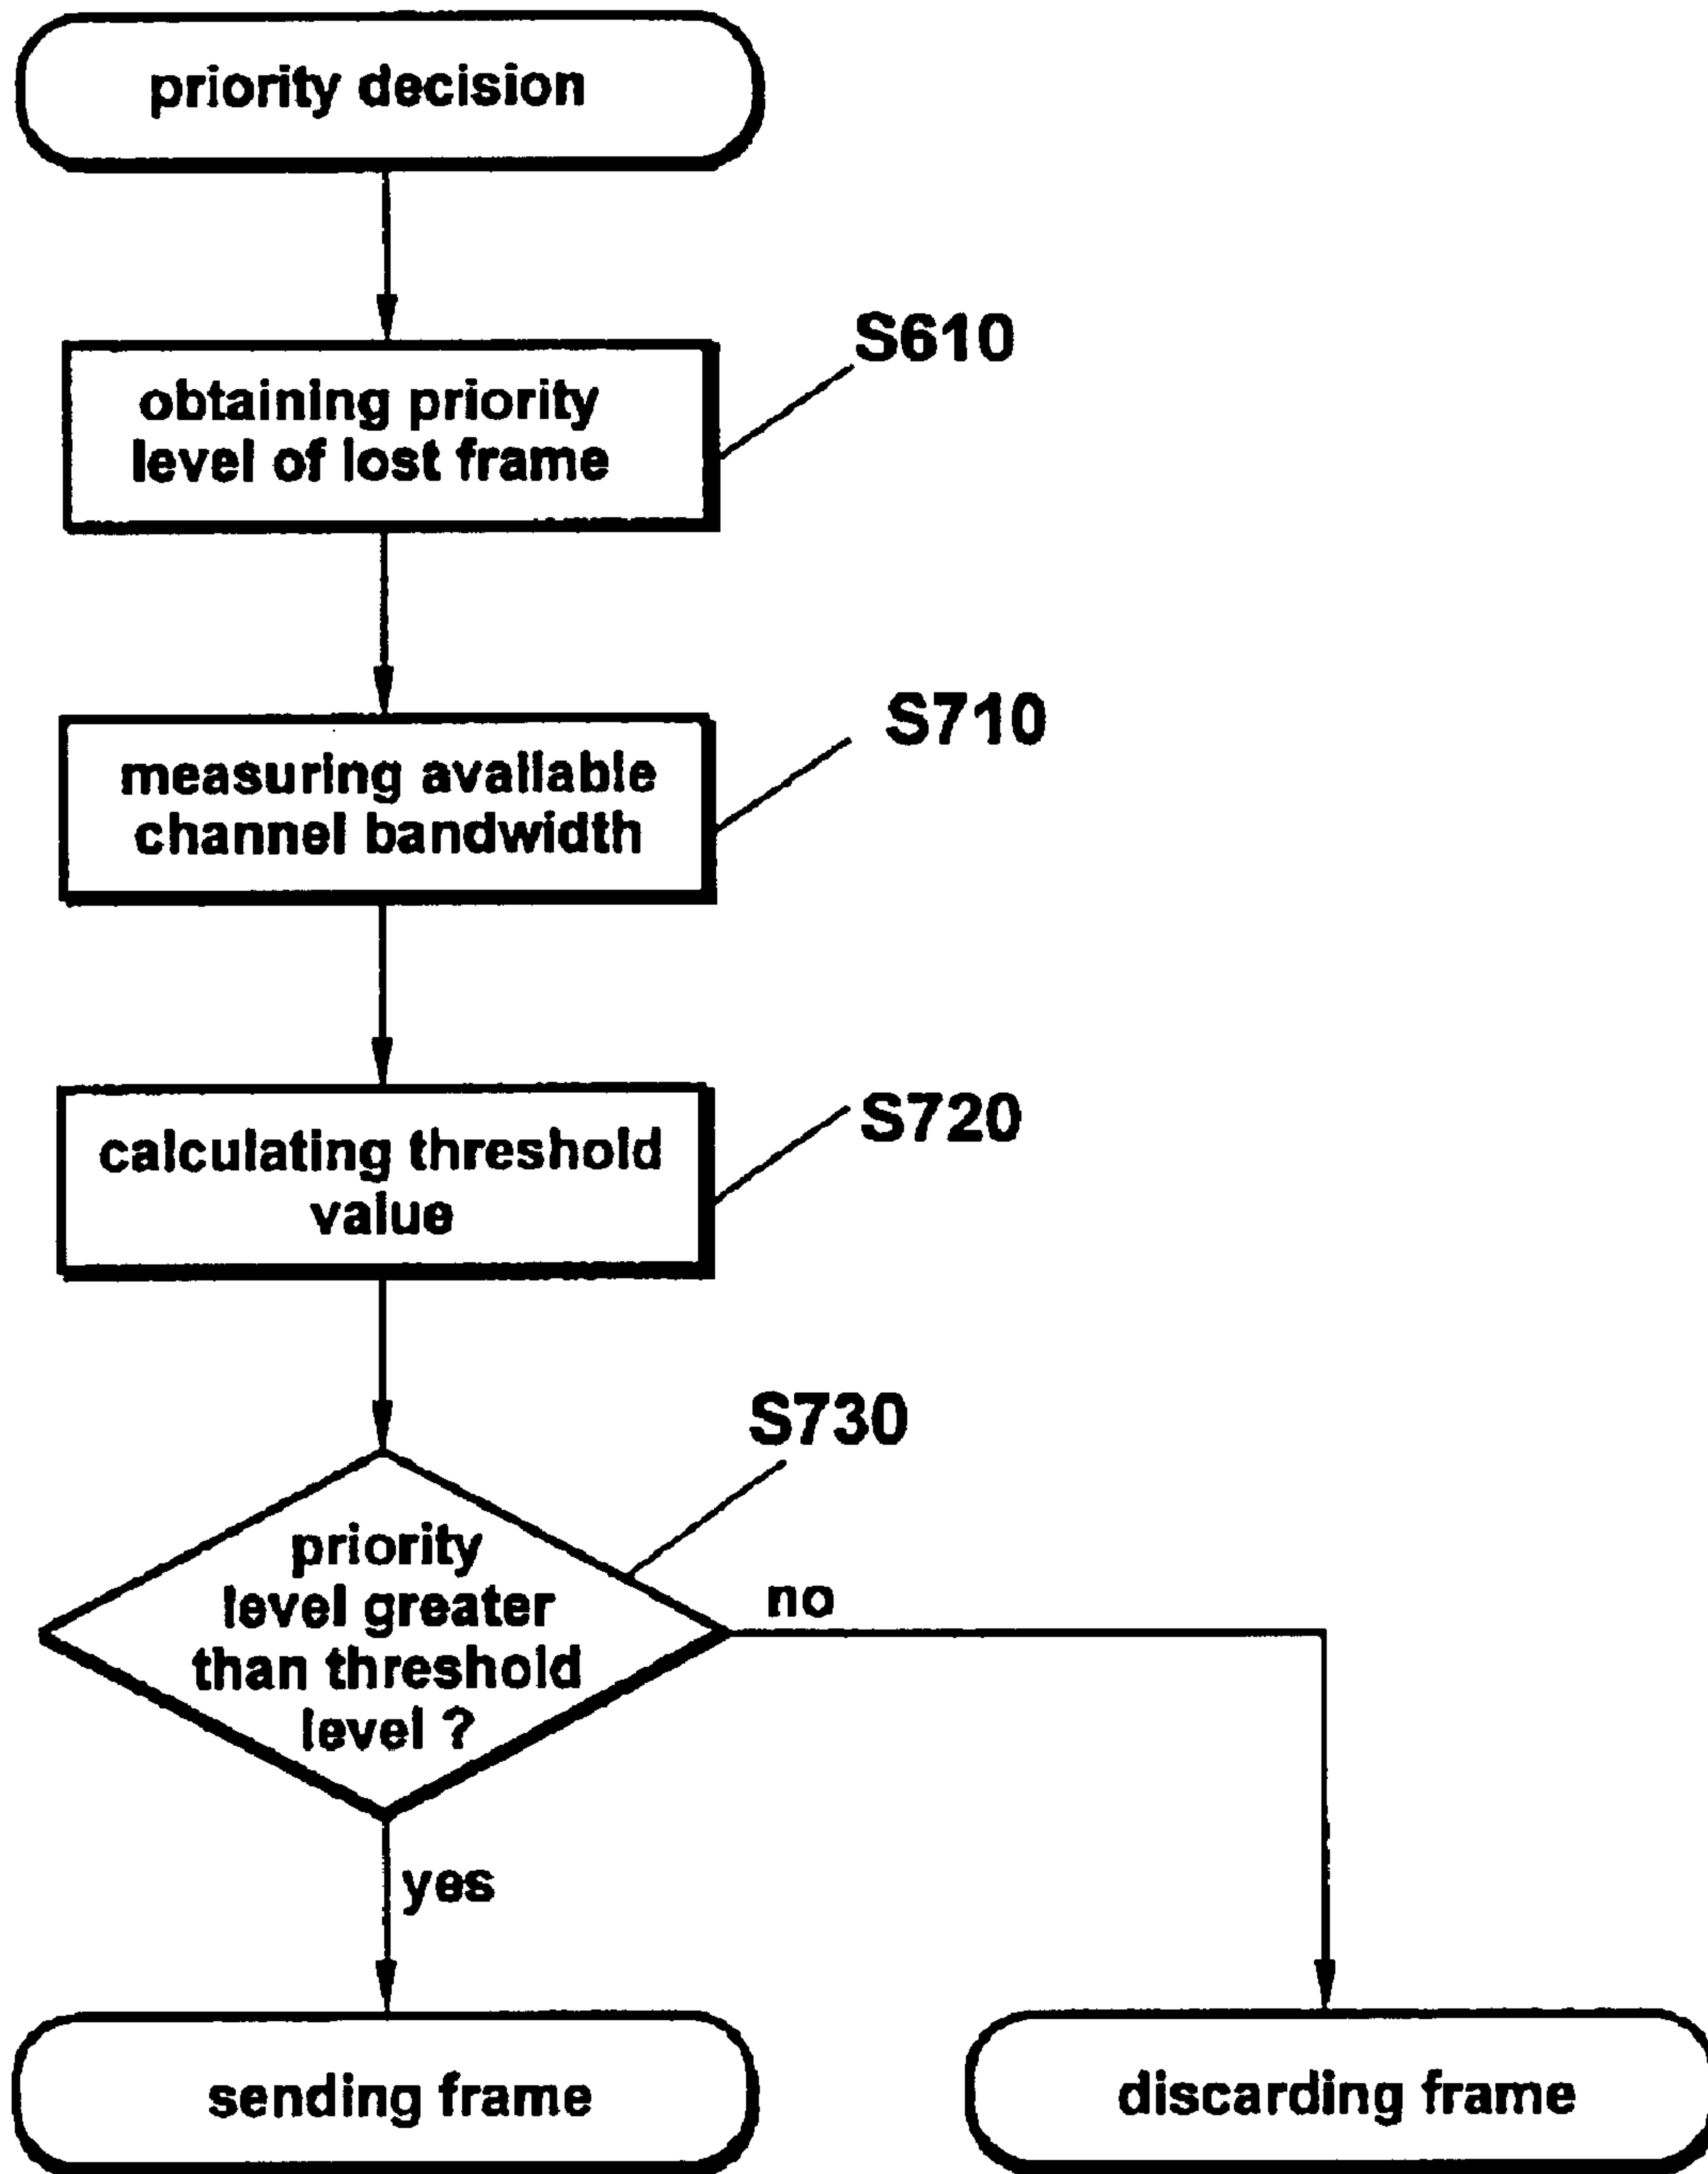 priority decision
S610
obtaining priority
level of lost frame
S710
measuring available
channel bandwidth
S720
calculating threshold
value
S730
priority
level greater
than threshold
level ?
no
yes
sending frame
discarding frame